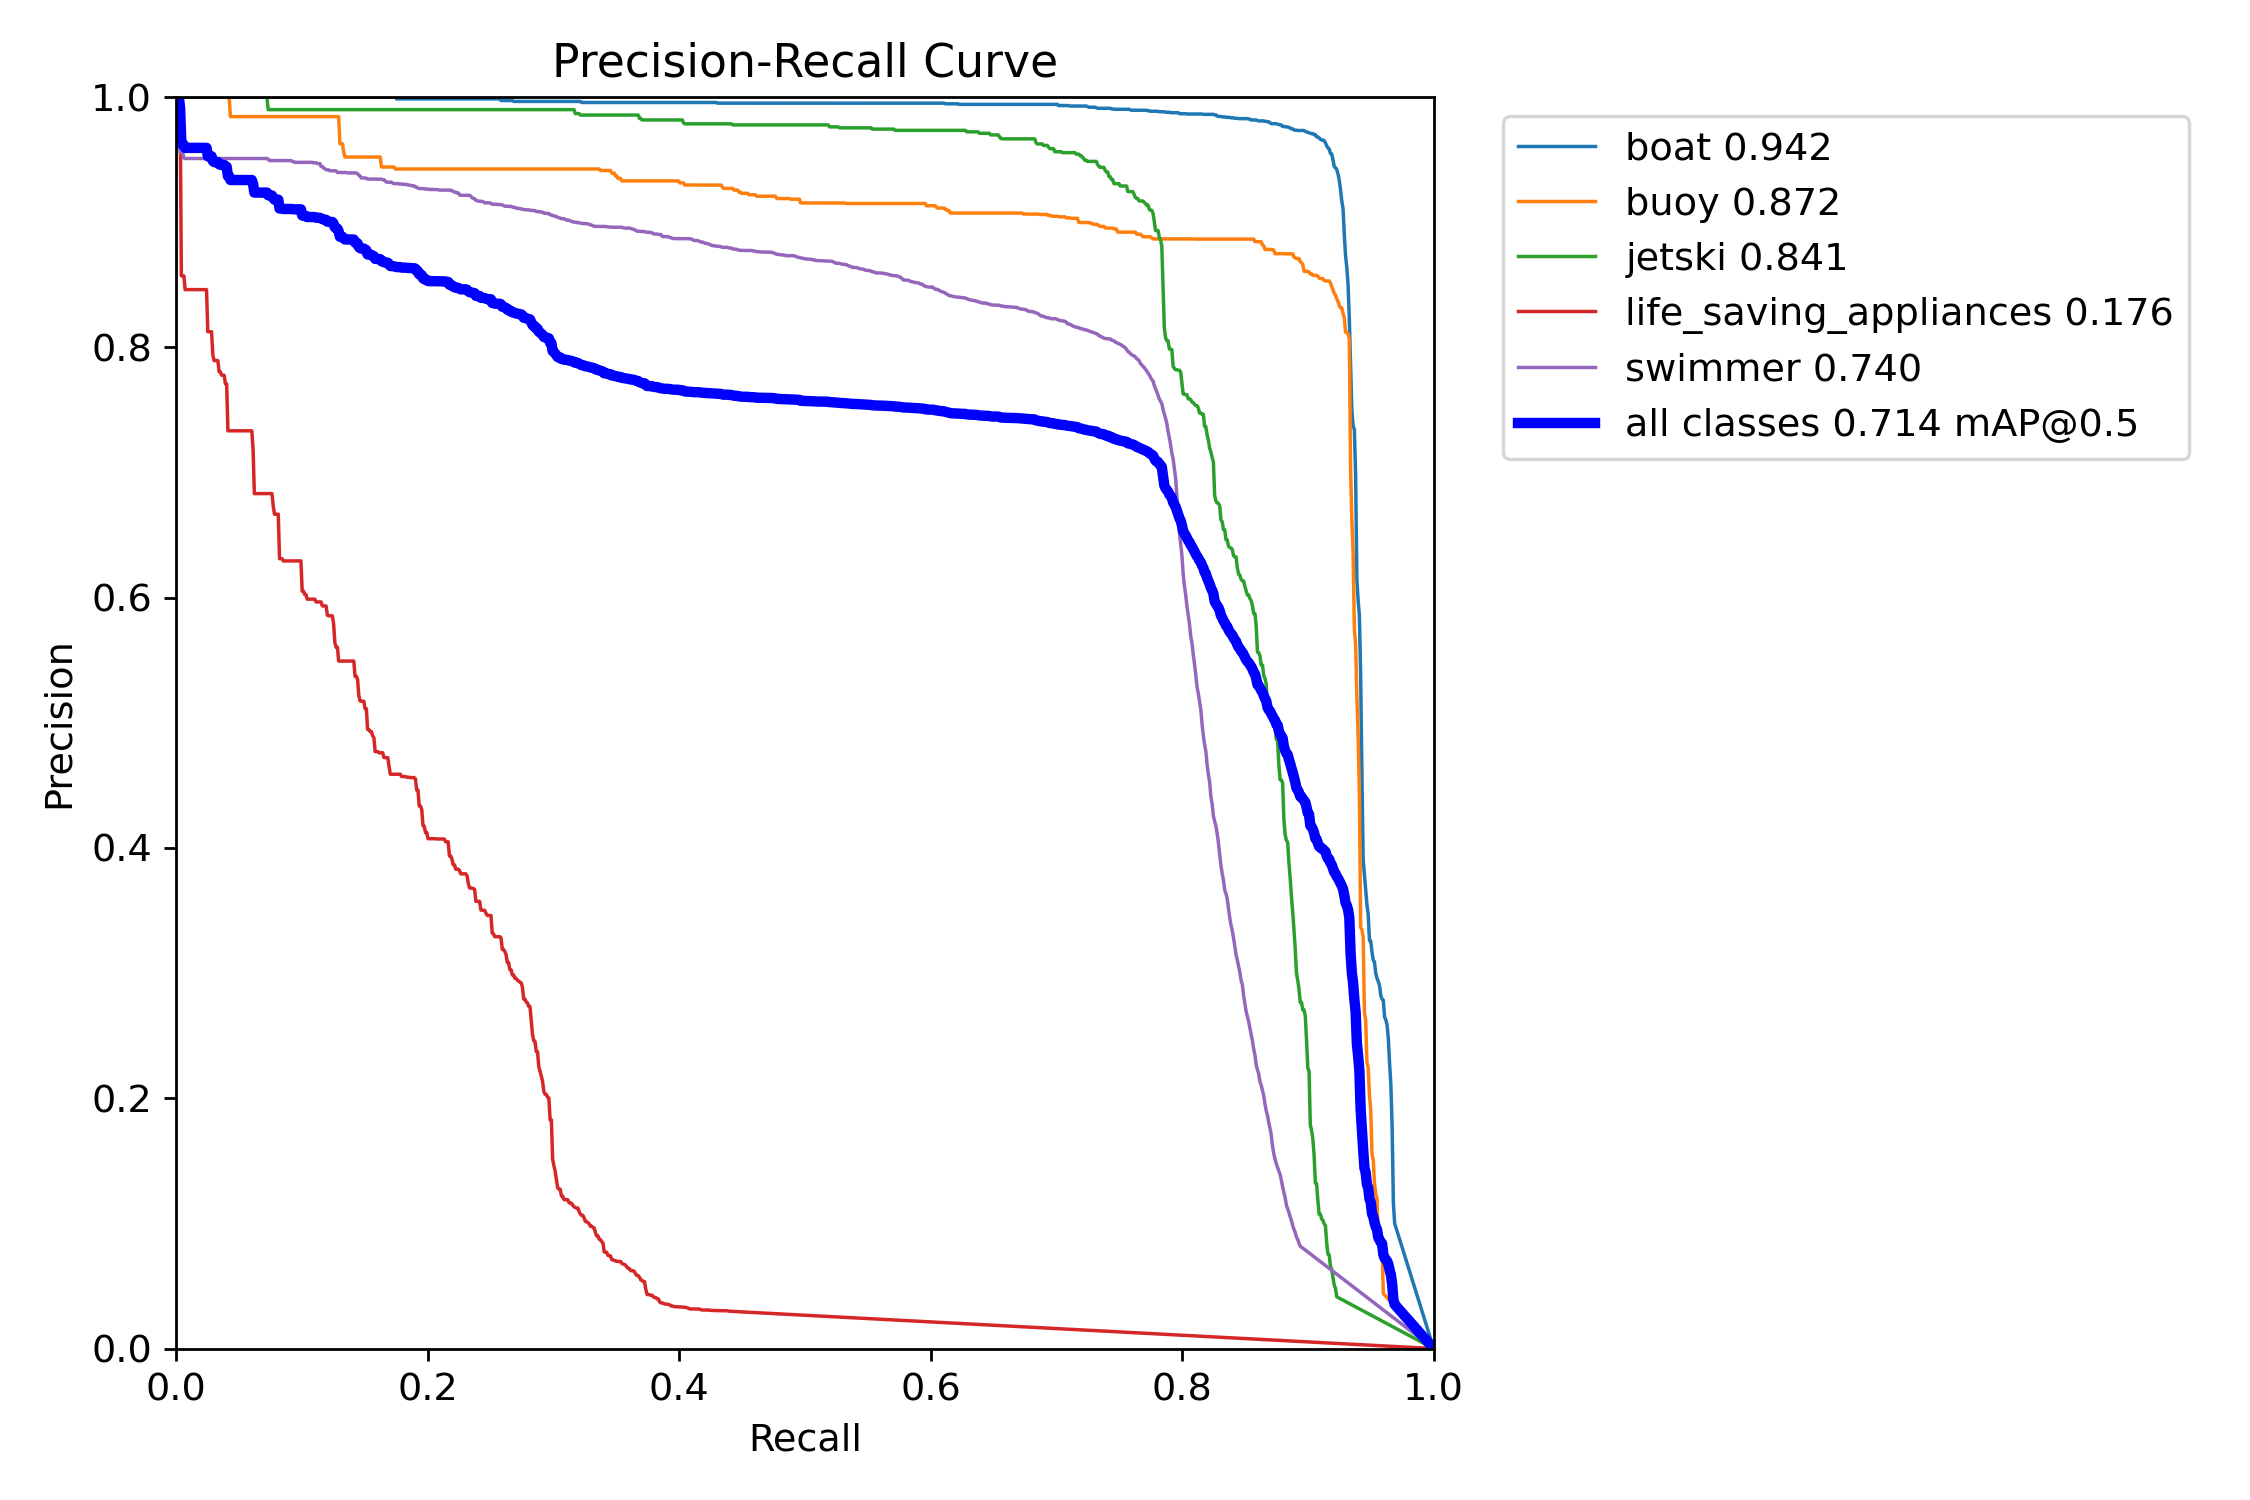 Precision-Recall Curve
1.0
0.8
0.6
0.4
0.2
0.0
Precision
0.0 0.2 0.4 0.6 0.8 1.0
Recall
boat 0.942
buoy 0.872
jetski 0.841
life_saving_appliances 0.176
swimmer 0.740
all classes 0.714 mAP@0.5